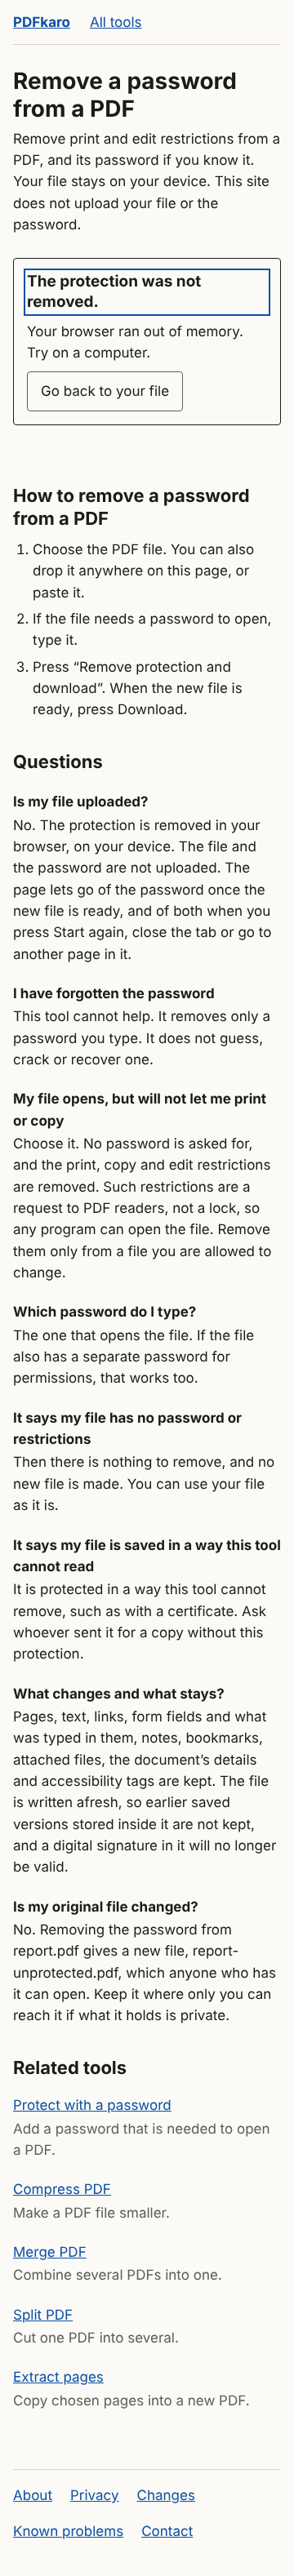 PDFkaro All tools
Remove a password
from a PDF
Remove print and edit restrictions from a
PDF, and its password if you know it.
Your file stays on your device. This site
does not upload your file or the
password.
The protection was not
removed.
Your browser ran out of memory.
Try on a computer.
Go back to your file
How to remove a password
from a PDF
1. Choose the PDF file. You can also
drop it anywhere on this page, or
paste it.
2. If the file needs a password to open,
type it.
3. Press “Remove protection and
download”. When the new file is
ready, press Download.
Questions
Is my file uploaded?
No. The protection is removed in your
browser, on your device. The file and
the password are not uploaded. The
page lets go of the password once the
new file is ready, and of both when you
press Start again, close the tab or go to
another page in it.
I have forgotten the password
This tool cannot help. It removes only a
password you type. It does not guess,
crack or recover one.
My file opens, but will not let me print
or copy
Choose it. No password is asked for,
and the print, copy and edit restrictions
are removed. Such restrictions are a
request to PDF readers, not a lock, so
any program can open the file. Remove
them only from a file you are allowed to
change.
Which password do I type?
The one that opens the file. If the file
also has a separate password for
permissions, that works too.
It says my file has no password or
restrictions
Then there is nothing to remove, and no
new file is made. You can use your file
as it is.
It says my file is saved in a way this tool
cannot read
It is protected in a way this tool cannot
remove, such as with a certificate. Ask
whoever sent it for a copy without this
protection.
What changes and what stays?
Pages, text, links, form fields and what
was typed in them, notes, bookmarks,
attached files, the document’s details
and accessibility tags are kept. The file
is written afresh, so earlier saved
versions stored inside it are not kept,
and a digital signature in it will no longer
be valid.
Is my original file changed?
No. Removing the password from
report.pdf gives a new file, report-
unprotected.pdf, which anyone who has
it can open. Keep it where only you can
reach it if what it holds is private.
Related tools
Protect with a password
Add a password that is needed to open
a PDF.
Compress PDF
Make a PDF file smaller.
Merge PDF
Combine several PDFs into one.
Split PDF
Cut one PDF into several.
Extract pages
Copy chosen pages into a new PDF.
About Privacy Changes
Known problems Contact